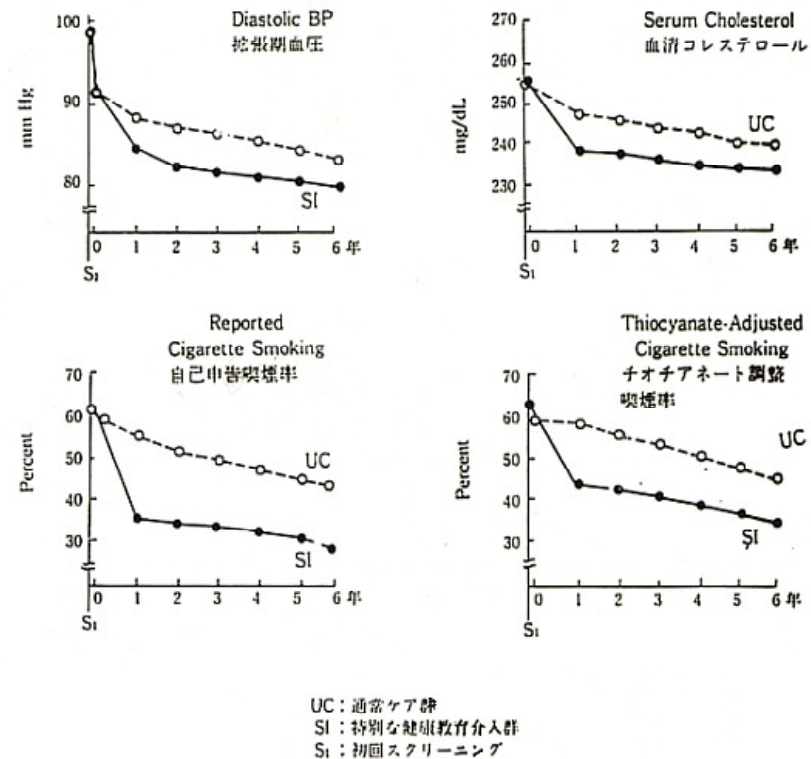 Diastolic BP
拡張期血圧
mm Hg
100
90
80
SI
0 1 2 3 4 5 6 年
S₁
Serum Cholesterol
血清コレステロール
mg/dL
270
260
250
240
230
UC
SI
0 1 2 3 4 5 6 年
S₁
Reported
Cigarette Smoking
自己申告喫煙率
Percent
70
60
50
40
30
UC
SI
0 1 2 3 4 5 6 年
S₁
Thiocyanate-Adjusted
Cigarette Smoking
チオチアネート調整
喫煙率
Percent
70
60
50
40
30
UC
SI
0 1 2 3 4 5 6 年
S₁
UC：通常ケア群
SI：特別な健康教育介入群
S₁：初回スクリーニング